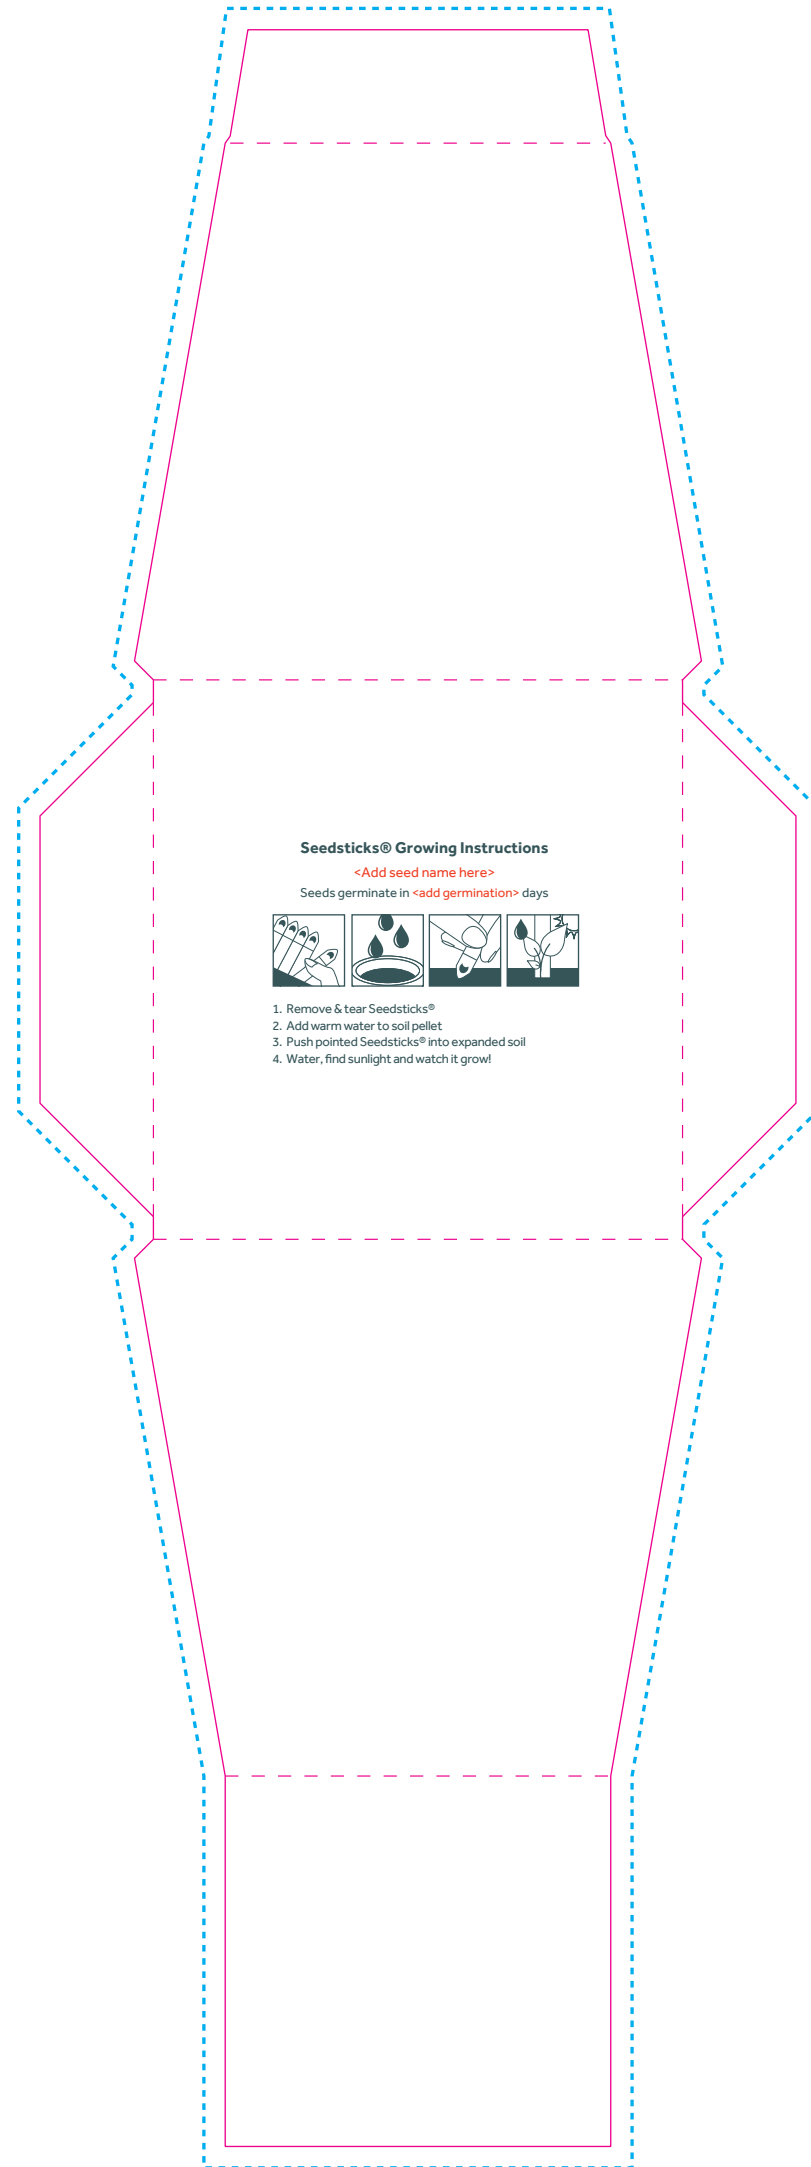 Seedsticks® Growing Instructions
<Add seed name here>
Seeds germinate in <add germination> days
1. Remove & tear Seedsticks®
2. Add warm water to soil pellet
3. Push pointed Seedsticks® into expanded soil
4. Water, find sunlight and watch it grow!